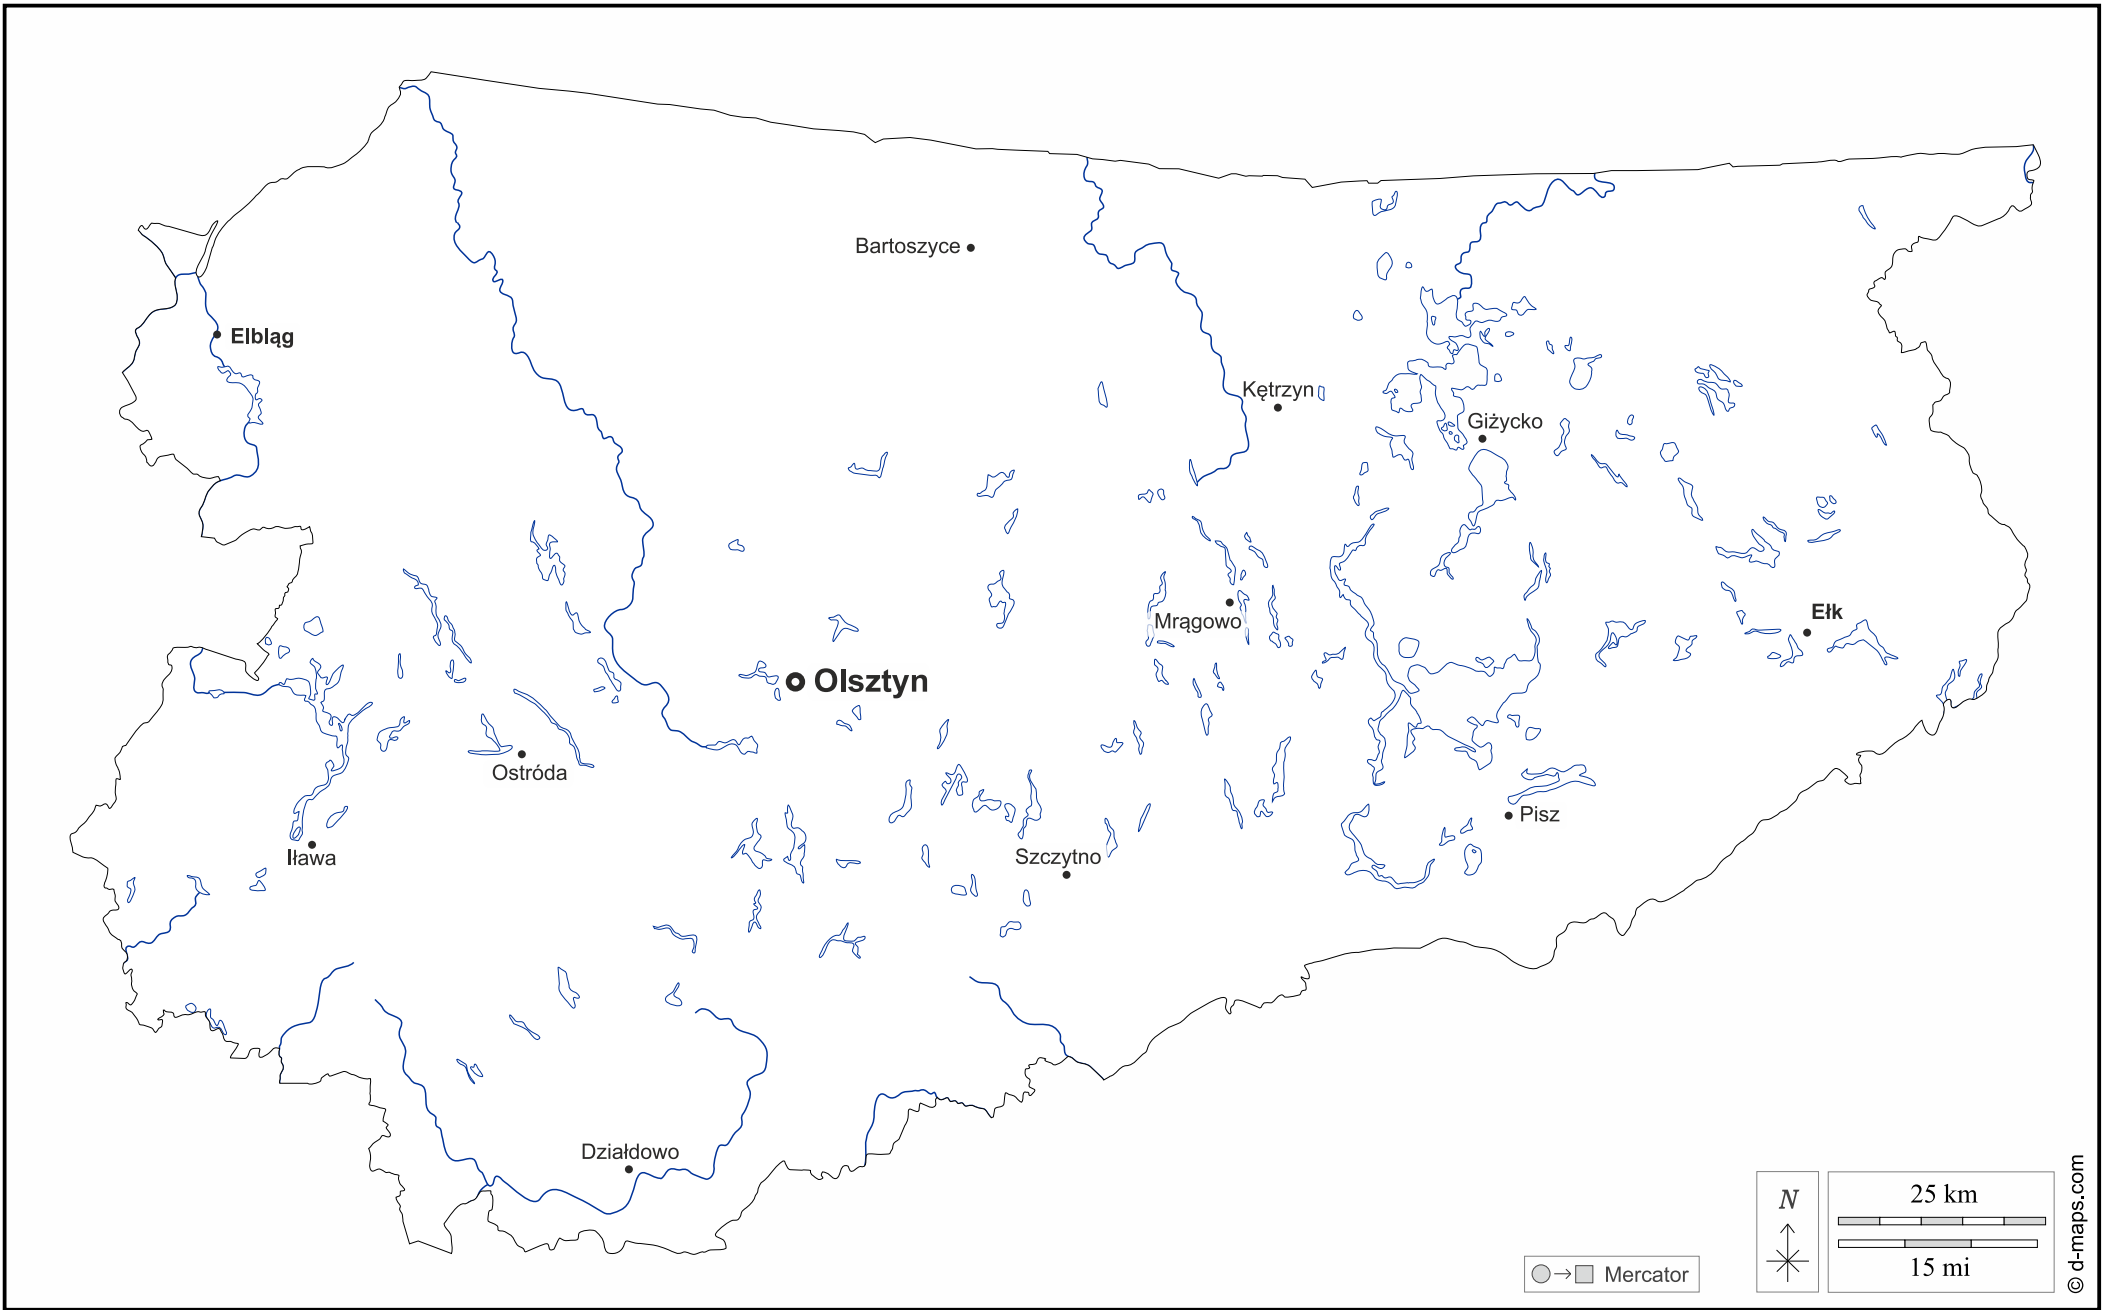 Bartoszyce
Elbląg
Kętrzyn
Giżycko
Ełk
Mrągowo
Olsztyn
Ostróda
Pisz
Iława
Szczytno
Działdowo
N
25 km
15 mi
Mercator
© d-maps.com